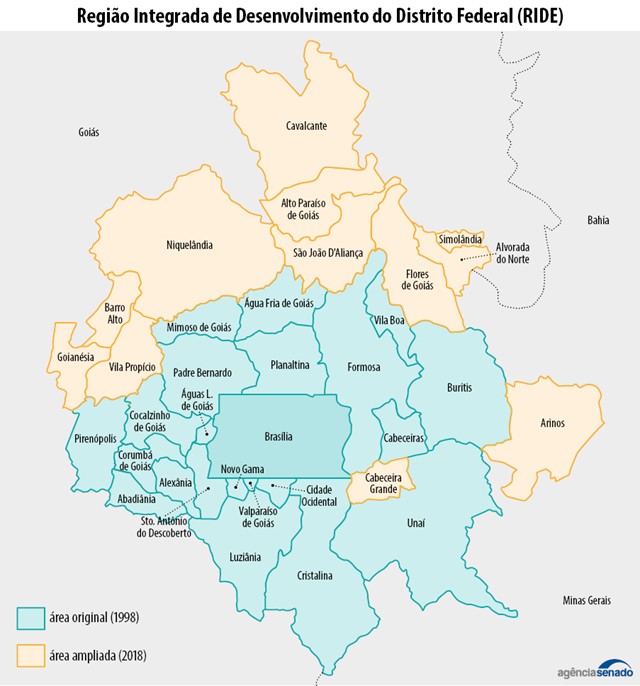 Região Integrada de Desenvolvimento do Distrito Federal (RIDE)
Goiás
Cavalcante
Bahia
Alto Paraíso
de Goiás
Niquelândia
São João D'Aliança
Simolândia
Alvorada
do Norte
Flores
de Goiás
Barro
Alto
Água Fria de Goiás
Mimoso de Goiás
Vila Boa
Goianésia
Vila Propício
Padre Bernardo
Planaltina
Formosa
Buritis
Águas L.
de Goiás
Arinos
Pirenópolis
Cocalzinho
de Goiás
Brasília
Cabeceiras
Corumbá
de Goiás
Novo Gama
Alexânia
Cabeceira
Grande
Abadiânia
Cidade
Ocidental
Sto. Antônio
do Descoberto
Valparaíso
de Goiás
Unaí
Luziânia
Cristalina
Minas Gerais
área original (1998)
área ampliada (2018)
agênciasenado